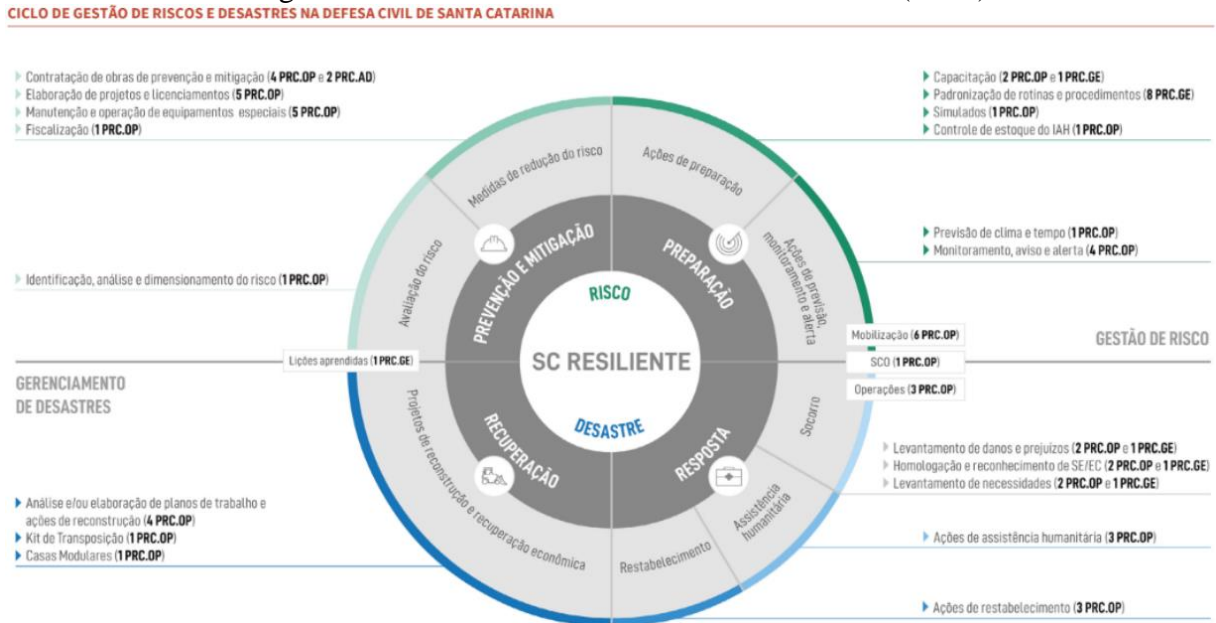 CICLO DE GESTÃO DE RISCOS E DESASTRES NA DEFESA CIVIL DE SANTA CATARINA
Contratação de obras de prevenção e mitigação (4 PRC.OP e 2 PRC.AD)
Elaboração de projetos e licenciamentos (5 PRC.OP)
Manutenção e operação de equipamentos especiais (5 PRC.OP)
Fiscalização (1 PRC.OP)
Capacitação (2 PRC.OP e 1 PRC.GE)
Padronização de rotinas e procedimentos (8 PRC.GE)
Simulados (1 PRC.OP)
Controle de estoque do IAH (1 PRC.OP)
Medidas de redução do risco
Ações de preparação
Previsão de clima e tempo (1 PRC.OP)
Monitoramento, aviso e alerta (4 PRC.OP)
Identificação, análise e dimensionamento do risco (1 PRC.OP)
Avaliação do risco
PREVENÇÃO E MITIGAÇÃO
PREPARAÇÃO
Ações de previsão,
monitoramento e alerta
RISCO
Mobilização (6 PRC.OP)
GESTÃO DE RISCO
Lições aprendidas (1 PRC.GE)
SC RESILIENTE
SCO (1 PRC.OP)
GERENCIAMENTO
DE DESASTRES
Operações (3 PRC.OP)
DESASTRE
RECUPERAÇÃO
RESPOSTA
Socorro
Projetos de reconstrução e recuperação econômica
Levantamento de danos e prejuízos (2 PRC.OP e 1 PRC.GE)
Homologação e reconhecimento de SE/EC (2 PRC.OP e 1 PRC.GE)
Levantamento de necessidades (2 PRC.OP e 1 PRC.GE)
Análise e/ou elaboração de planos de trabalho e
ações de reconstrução (4 PRC.OP)
Kit de Transposição (1 PRC.OP)
Casas Modulares (1 PRC.OP)
Assistência
humanitária
Restabelecimento
Ações de assistência humanitária (3 PRC.OP)
Ações de restabelecimento (3 PRC.OP)